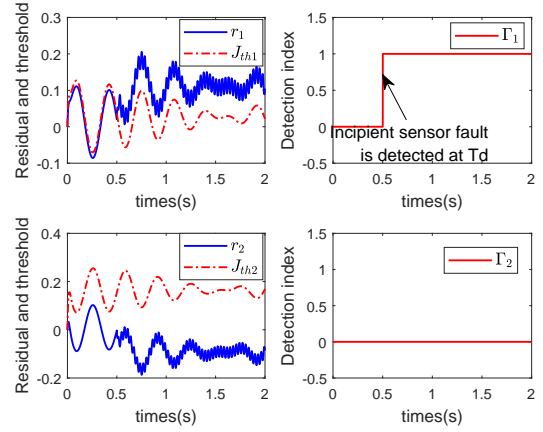 Residual and threshold
0.3
0.2
0.1
0
-0.1
r1
Jth1
0 0.5 1 1.5 2
times(s)
Detection index
1.5
1
0.5
0
-0.5
Γ1
Incipient sensor fault
is detected at Td
0 0.5 1 1.5 2
times(s)
Residual and threshold
0.4
0.2
0
-0.2
r2
Jth2
0 0.5 1 1.5 2
times(s)
Detection index
1.5
1
0.5
0
-0.5
Γ2
0 0.5 1 1.5 2
times(s)